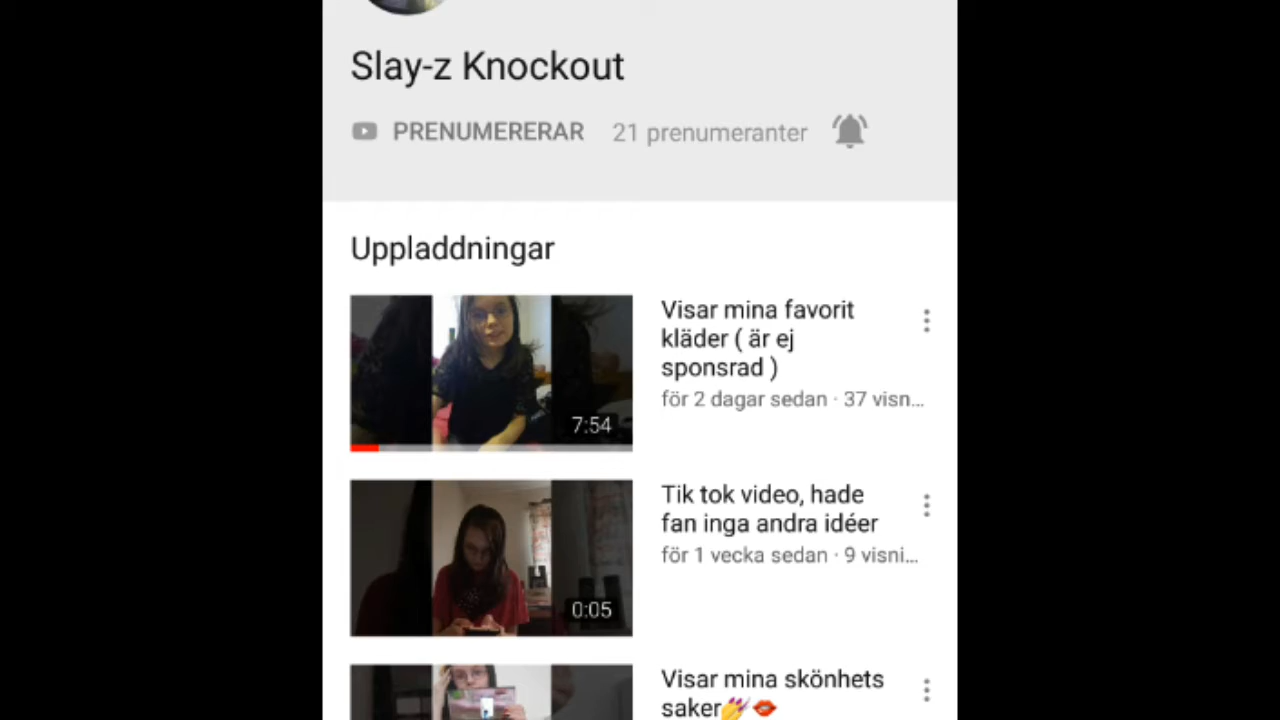 Slay-z Knockout
PRENUMERERAR 21 prenumeranter
Uppladdningar
Visar mina favorit
kläder ( är ej
sponsrad )
för 2 dagar sedan · 37 visn...
7:54
Tik tok video, hade
fan inga andra idéer
för 1 vecka sedan · 9 visni...
0:05
Visar mina skönhets
saker💅💋